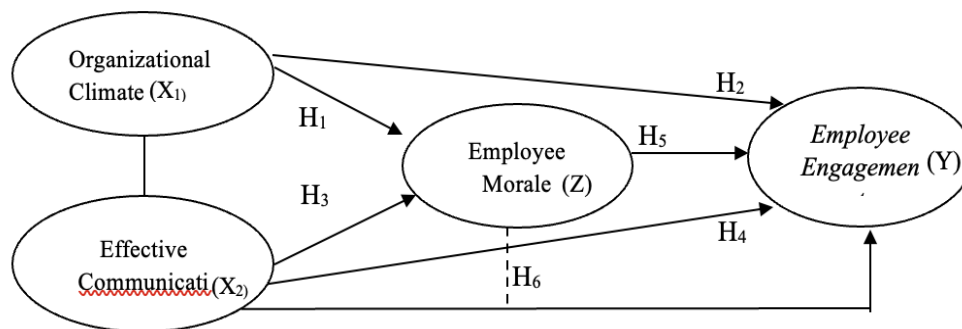 Organizational
Climate (X1)
H2
H1
Employee
Morale (Z)
H5
Employee
Engagemen (Y)
H3
Effective
Communicati (X2)
H4
H6